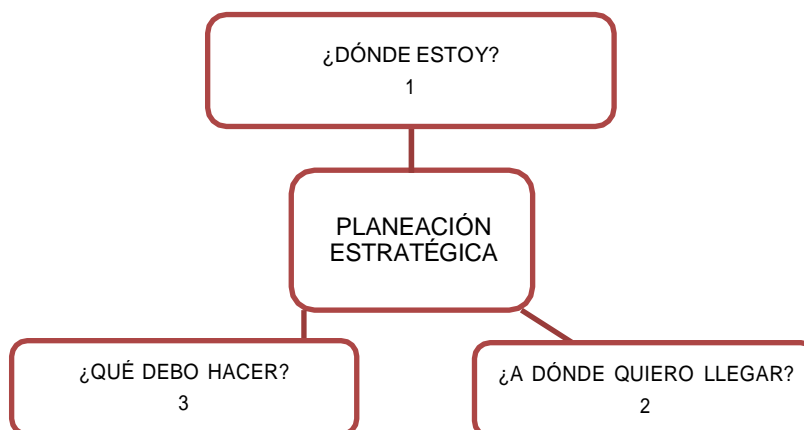 ¿DÓNDE ESTOY?
1
PLANEACIÓN
ESTRATÉGICA
¿QUÉ DEBO HACER?
3
¿A DÓNDE QUIERO LLEGAR?
2